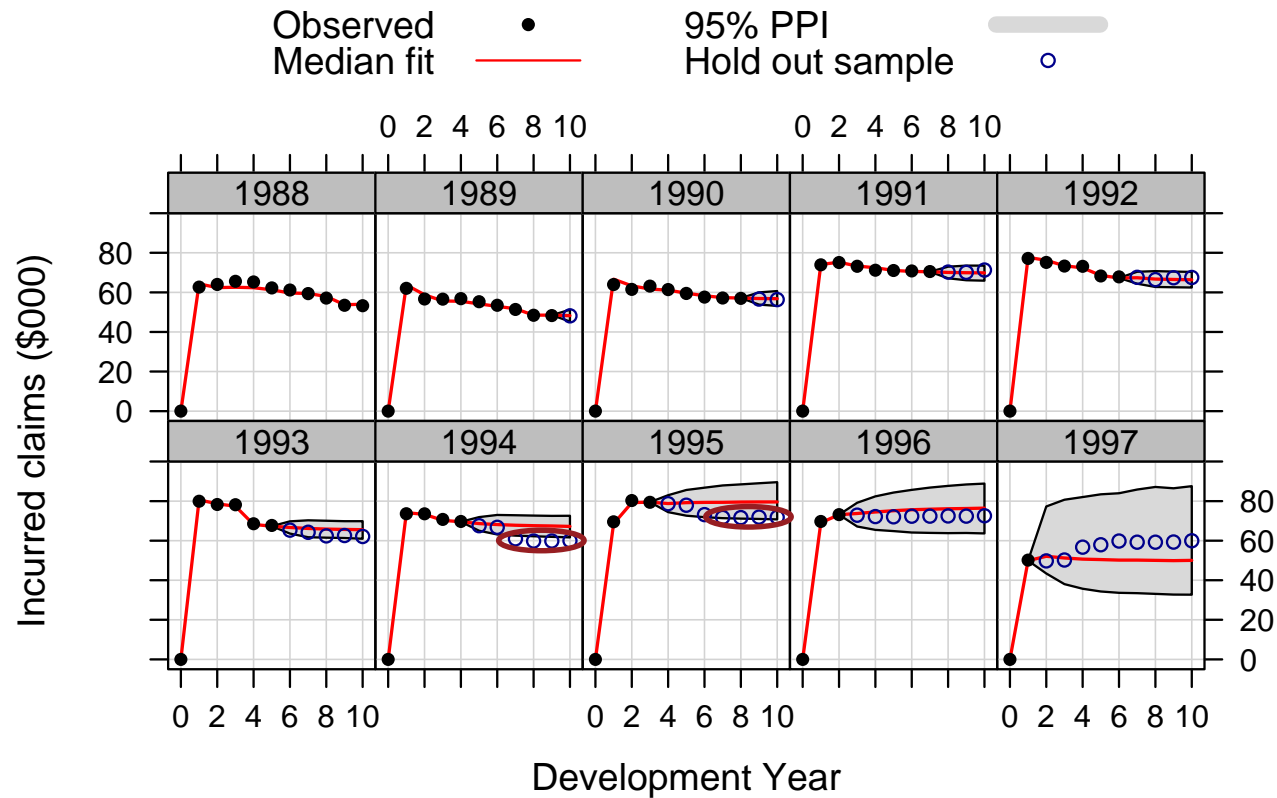 Observed 95% PPI
Median fit Hold out sample
0 2 4 6 8 10 0 2 4 6 8 10
1988 1989 1990 1991 1992
80
60
40
20
0
Incurred claims ($000)
1993 1994 1995 1996 1997
80
60
40
20
0
0 2 4 6 8 10 0 2 4 6 8 10 0 2 4 6 8 10
Development Year